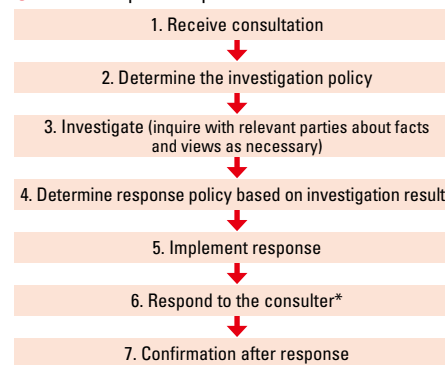 1. Receive consultation
2. Determine the investigation policy
3. Investigate (inquire with relevant parties about facts
and views as necessary)
4. Determine response policy based on investigation result
5. Implement response
6. Respond to the consulter*
7. Confirmation after response